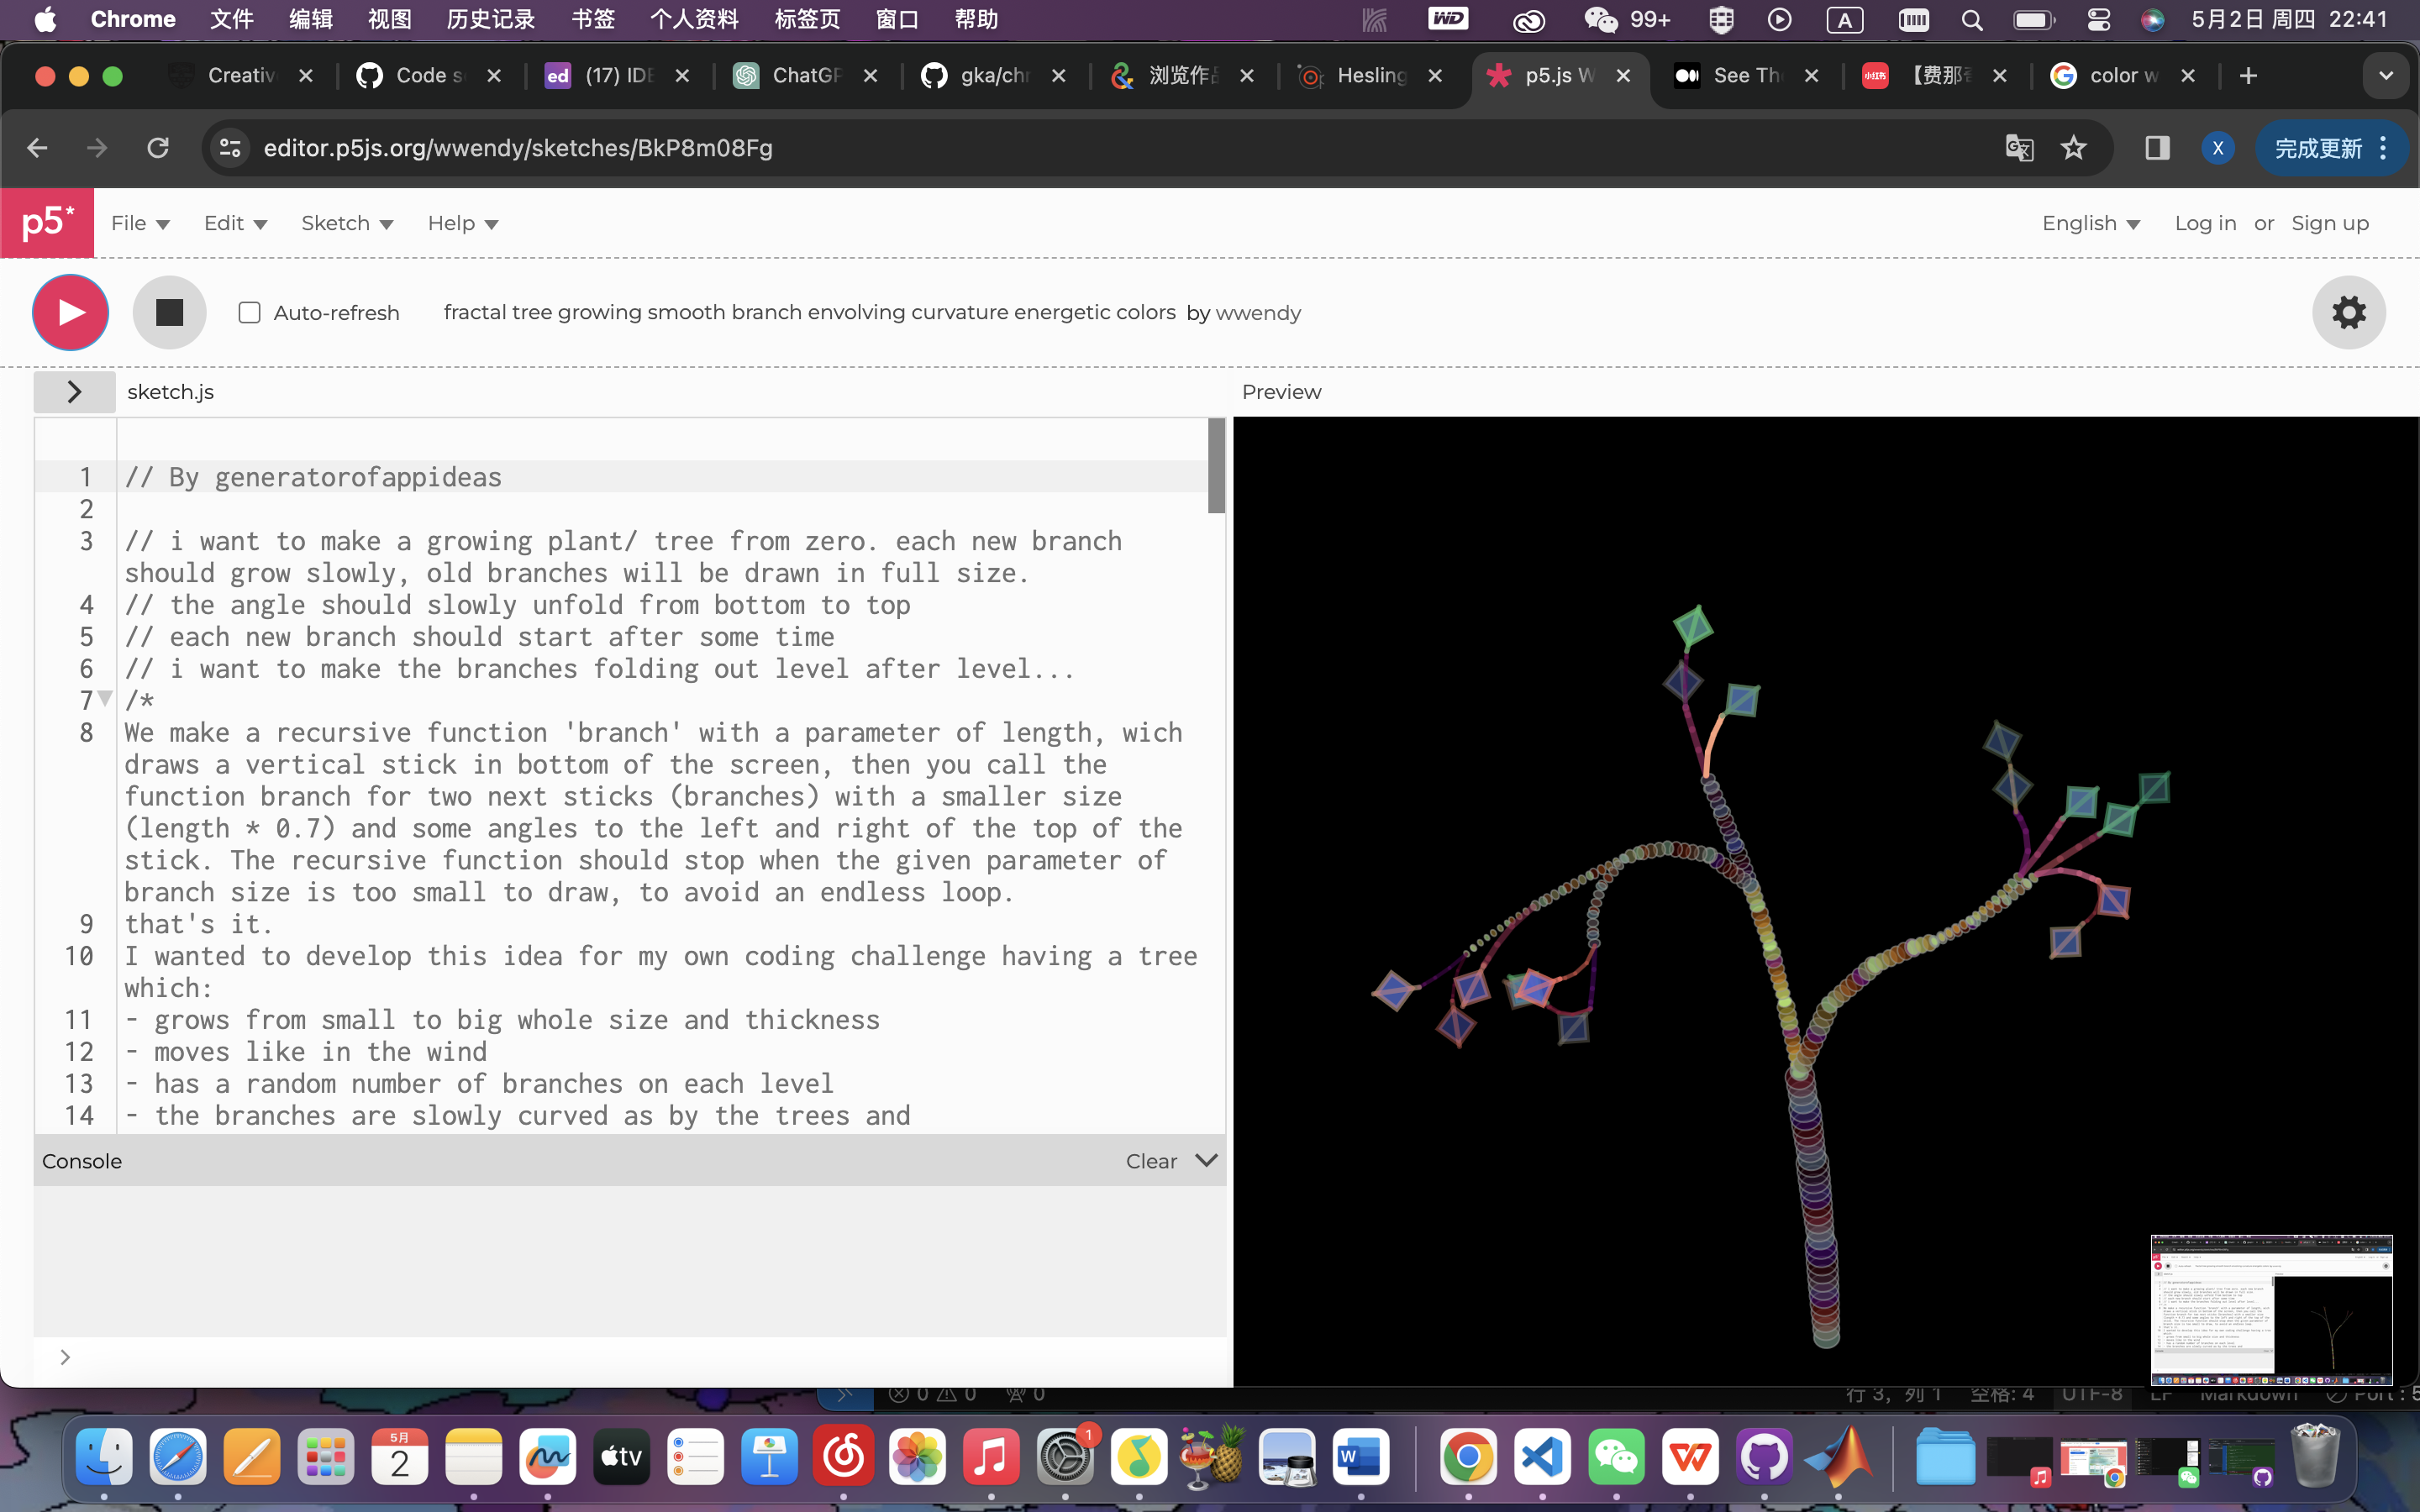 Chrome 文件 编辑 视图 历史记录 书签 个人资料 标签页 窗口 帮助 WD 99+ A 5月2日 周四 22:41
Creativ Code s ed (17) IDE ChatGP gka/chr 浏览作品 Hesling p5.js W See The 小红书 color w
editor.p5js.org/wwendy/sketches/BkP8m08Fg X 完成更新
p5* File Edit Sketch Help English Log in or Sign up
Auto-refresh fractal tree growing smooth branch envolving curvature energetic colors by wwendy
sketch.js Preview
1 // By generatorofappideas
2
3 // i want to make a growing plant/ tree from zero. each new branch
should grow slowly, old branches will be drawn in full size.
4 // the angle should slowly unfold from bottom to top
5 // each new branch should start after some time
6 // i want to make the branches folding out level after level...
7 /*
8 We make a recursive function 'branch' with a parameter of length, wich
draws a vertical stick in bottom of the screen, then you call the
function branch for two next sticks (branches) with a smaller size
(length * 0.7) and some angles to the left and right of the top of the
stick. The recursive function should stop when the given parameter of
branch size is too small to draw, to avoid an endless loop.
9 that's it.
10 I wanted to develop this idea for my own coding challenge having a tree
which:
11 - grows from small to big whole size and thickness
12 - moves like in the wind
13 - has a random number of branches on each level
14 - the branches are slowly curved as by the trees and
Console Clear
0 0 0 行 3，列 1 空格: 4 UTF-8 LF Markdown Port : 5
5月 2 tv 1 W